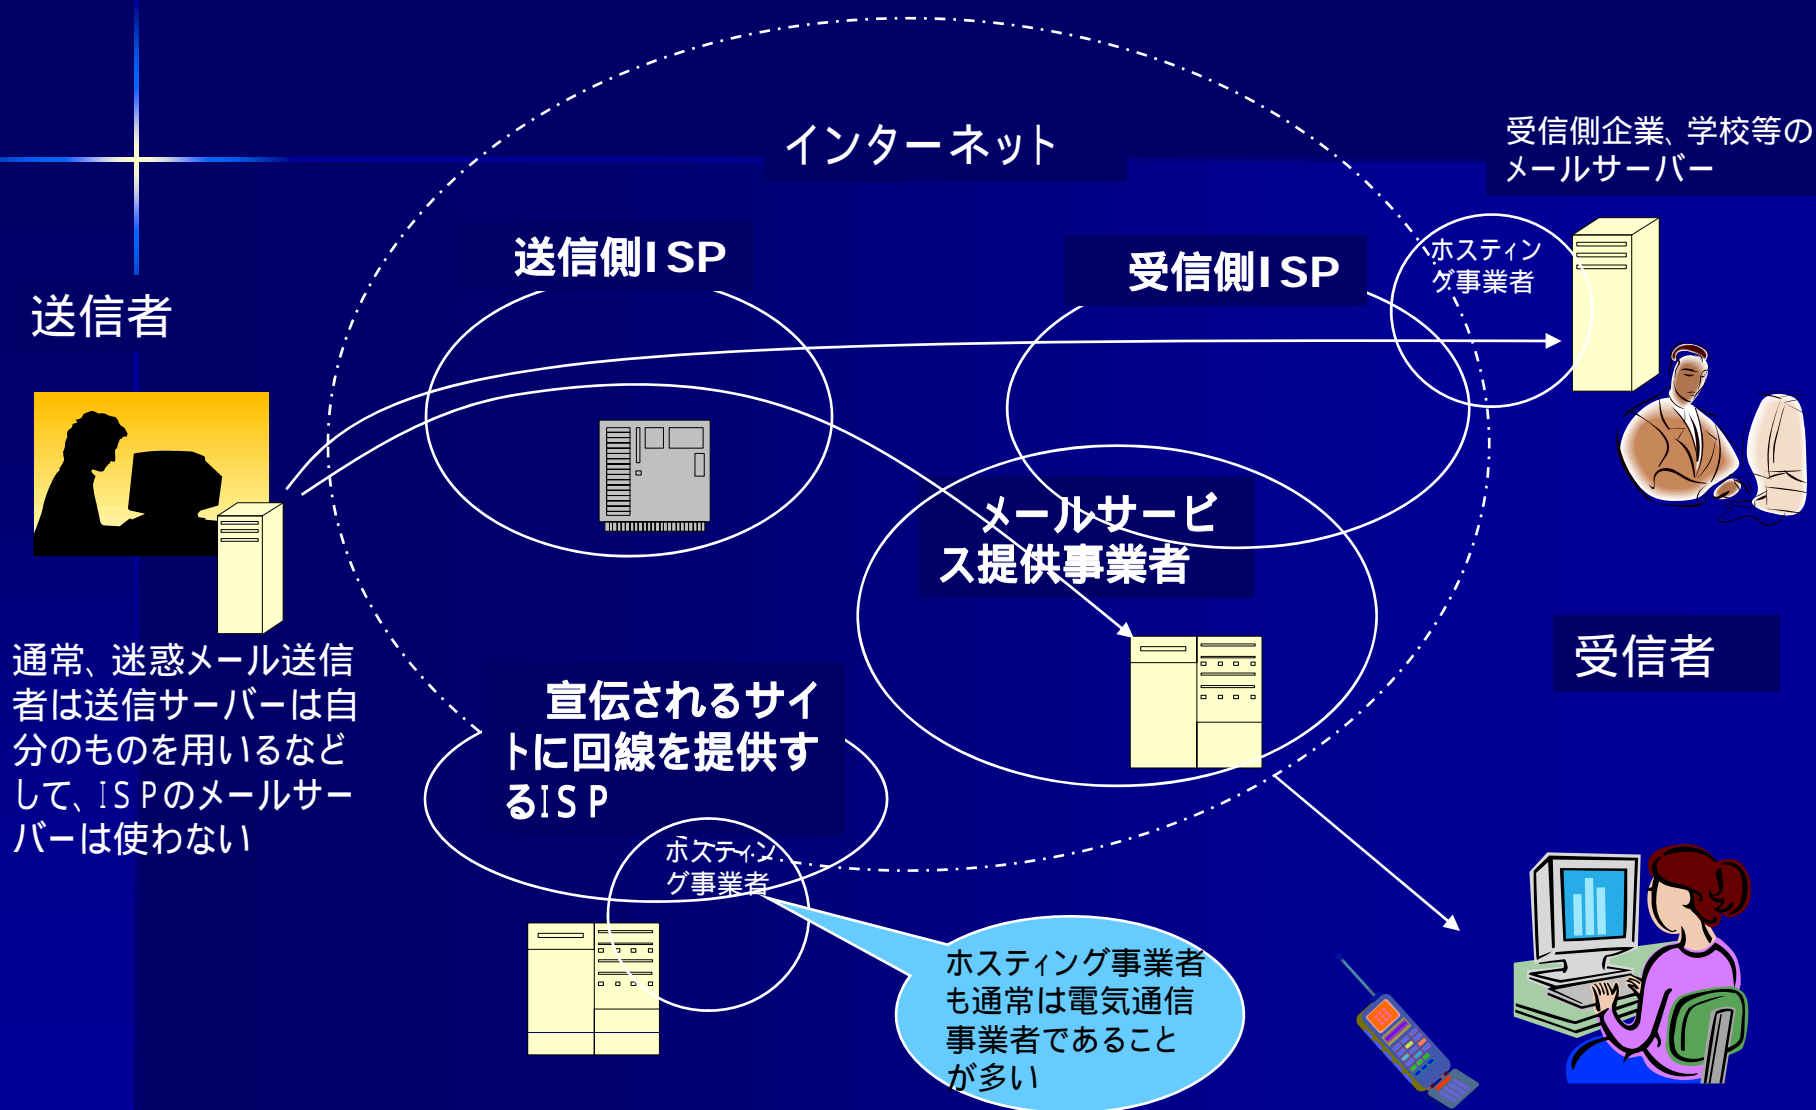 インターネット
受信側企業、学校等の
メールサーバー
送信側ISP
受信側ISP
ホスティン
グ事業者
送信者
メールサービ
ス提供事業者
受信者
通常、迷惑メール送信
者は送信サーバーは自
分のものを用いるなど
して、ISPのメールサー
バーは使わない
宣伝されるサイ
トに回線を提供す
るISP
ホスティン
グ事業者
ホスティング事業者
も通常は電気通信
事業者であること
が多い